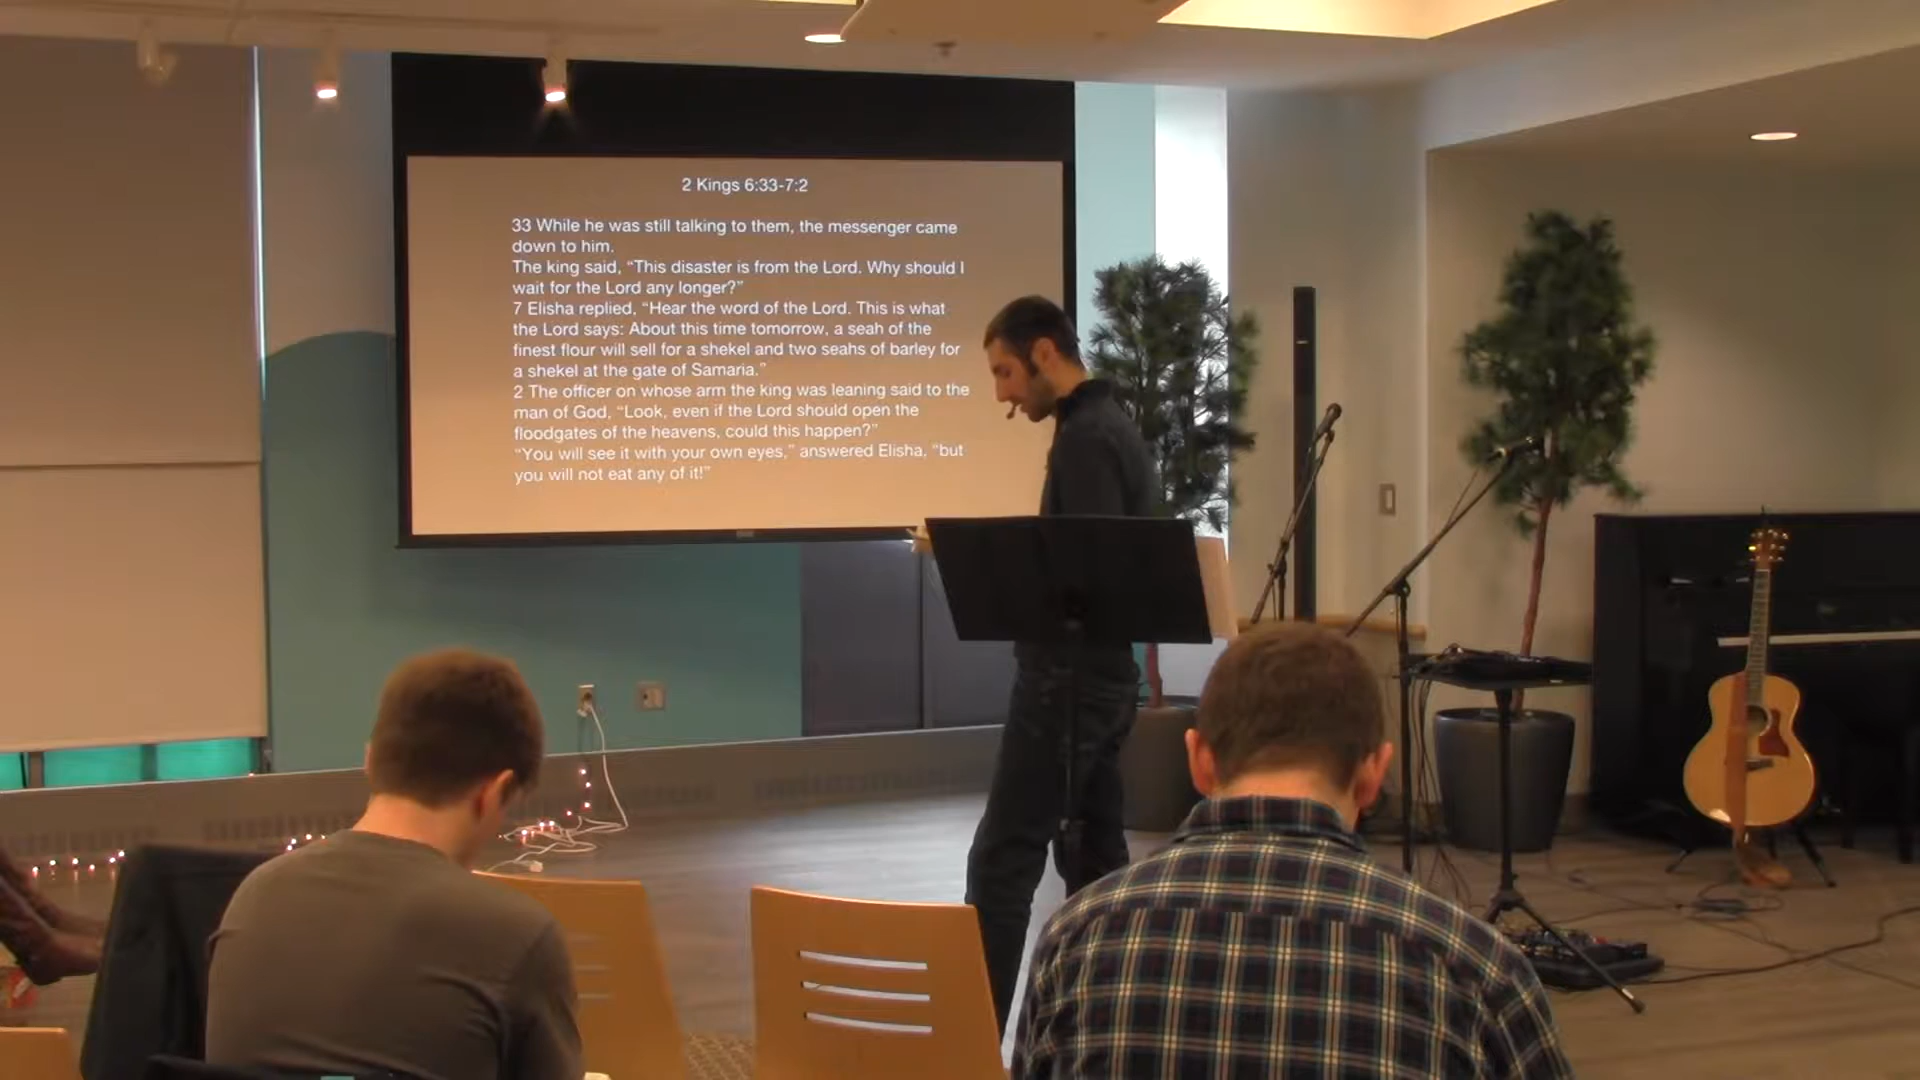 2 Kings 6:33-7:2
33 While he was still talking to them, the messenger came
down to him.
The king said, “This disaster is from the Lord. Why should I
wait for the Lord any longer?”
7 Elisha replied, “Hear the word of the Lord. This is what
the Lord says: About this time tomorrow, a seah of the
finest flour will sell for a shekel and two seahs of barley for
a shekel at the gate of Samaria.”
2 The officer on whose arm the king was leaning said to the
man of God, “Look, even if the Lord should open the
floodgates of the heavens, could this happen?”
“You will see it with your own eyes,” answered Elisha, “but
you will not eat any of it!”